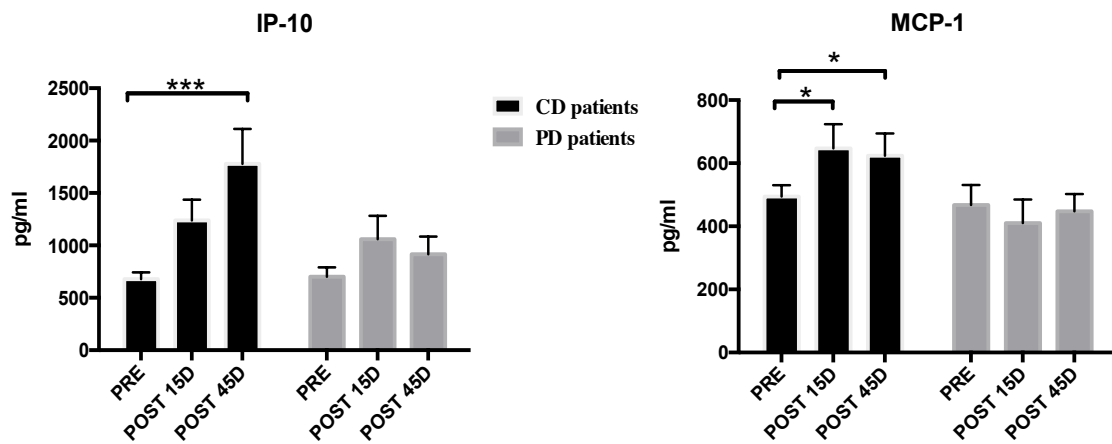 IP-10
pg/ml
2500
2000
1500
1000
500
0
***
PRE
POST 15D
POST 45D
PRE
POST 15D
POST 45D
CD patients
PD patients
MCP-1
pg/ml
800
600
400
200
0
*
*
PRE
POST 15D
POST 45D
PRE
POST 15D
POST 45D